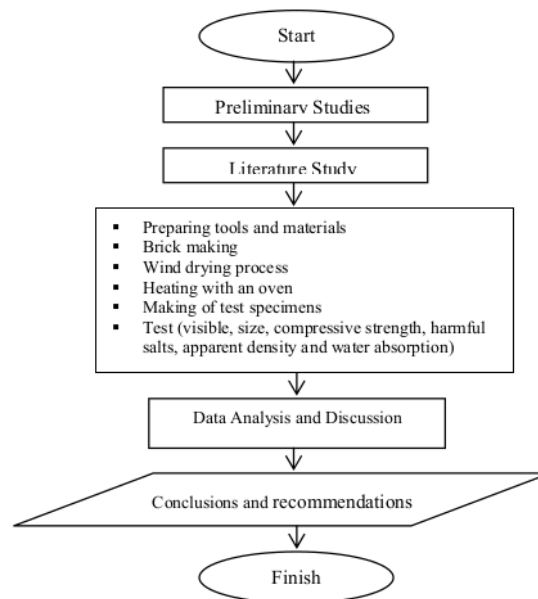 Start
Preliminary Studies
Literature Study
▪ Preparing tools and materials
▪ Brick making
▪ Wind drying process
▪ Heating with an oven
▪ Making of test specimens
▪ Test (visible, size, compressive strength, harmful
salts, apparent density and water absorption)
Data Analysis and Discussion
Conclusions and recommendations
Finish